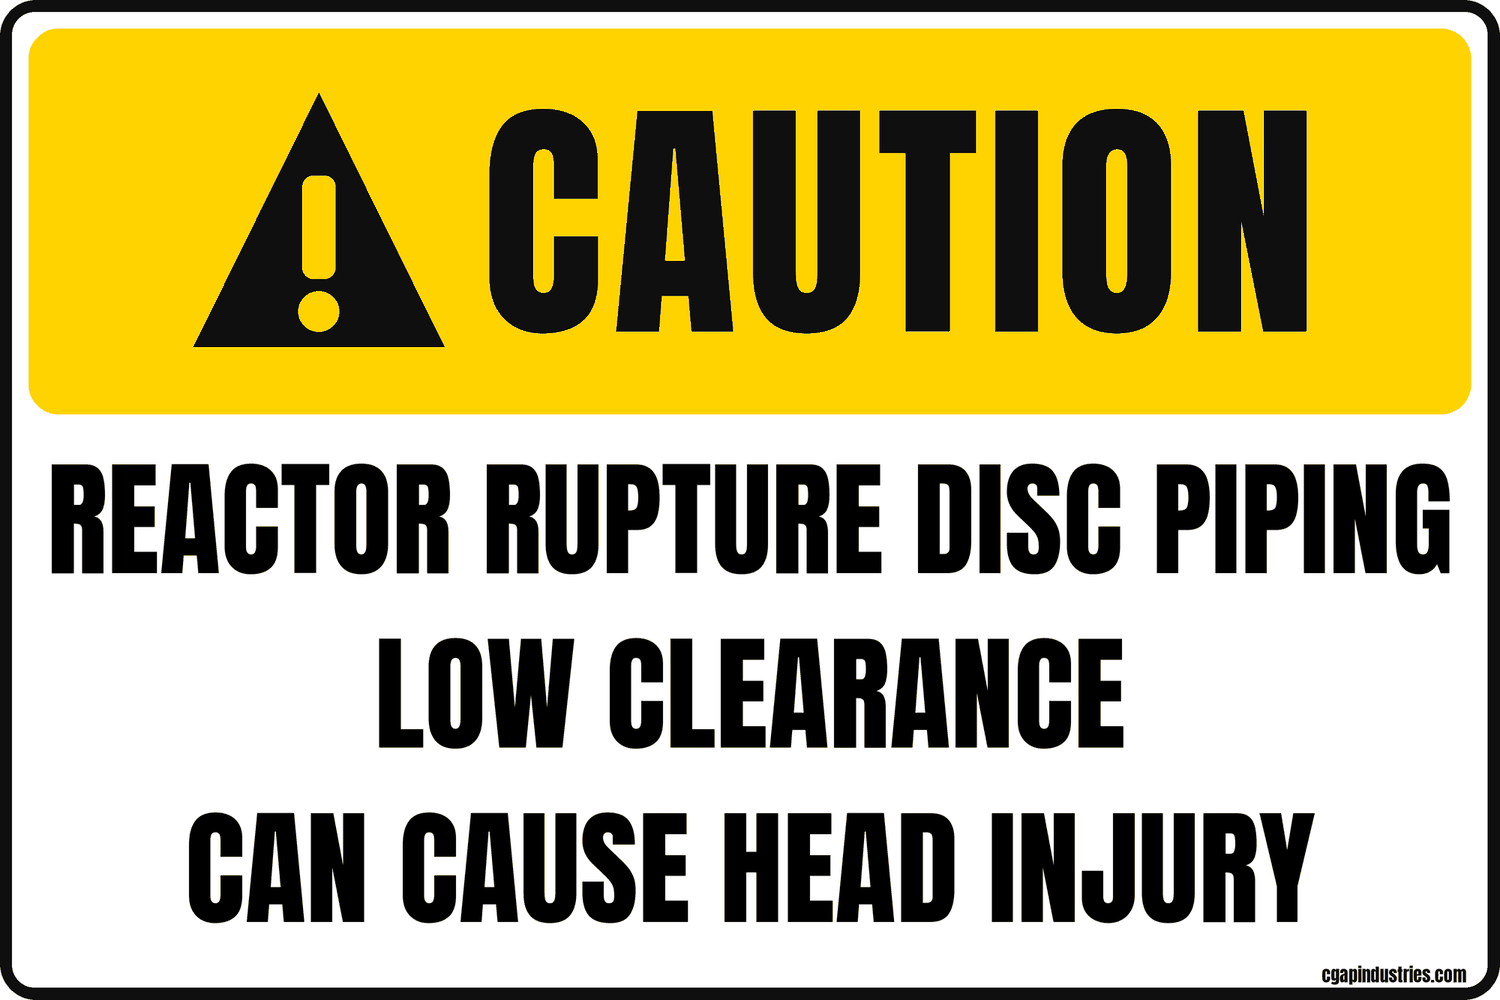 CAUTION
REACTOR RUPTURE DISC PIPING
LOW CLEARANCE
CAN CAUSE HEAD INJURY
cgapindustries.com